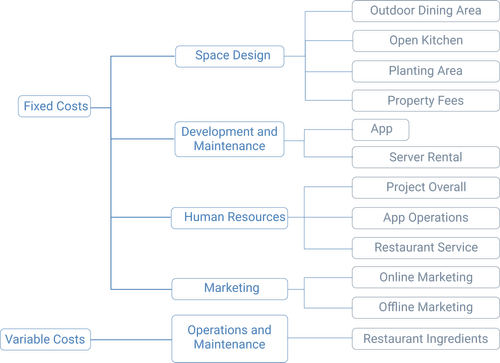 Fixed Costs
Space Design
Outdoor Dining Area
Open Kitchen
Planting Area
Property Fees
Development and
Maintenance
App
Server Rental
Human Resources
Project Overall
App Operations
Restaurant Service
Marketing
Online Marketing
Offline Marketing
Variable Costs
Operations and
Maintenance
Restaurant Ingredients